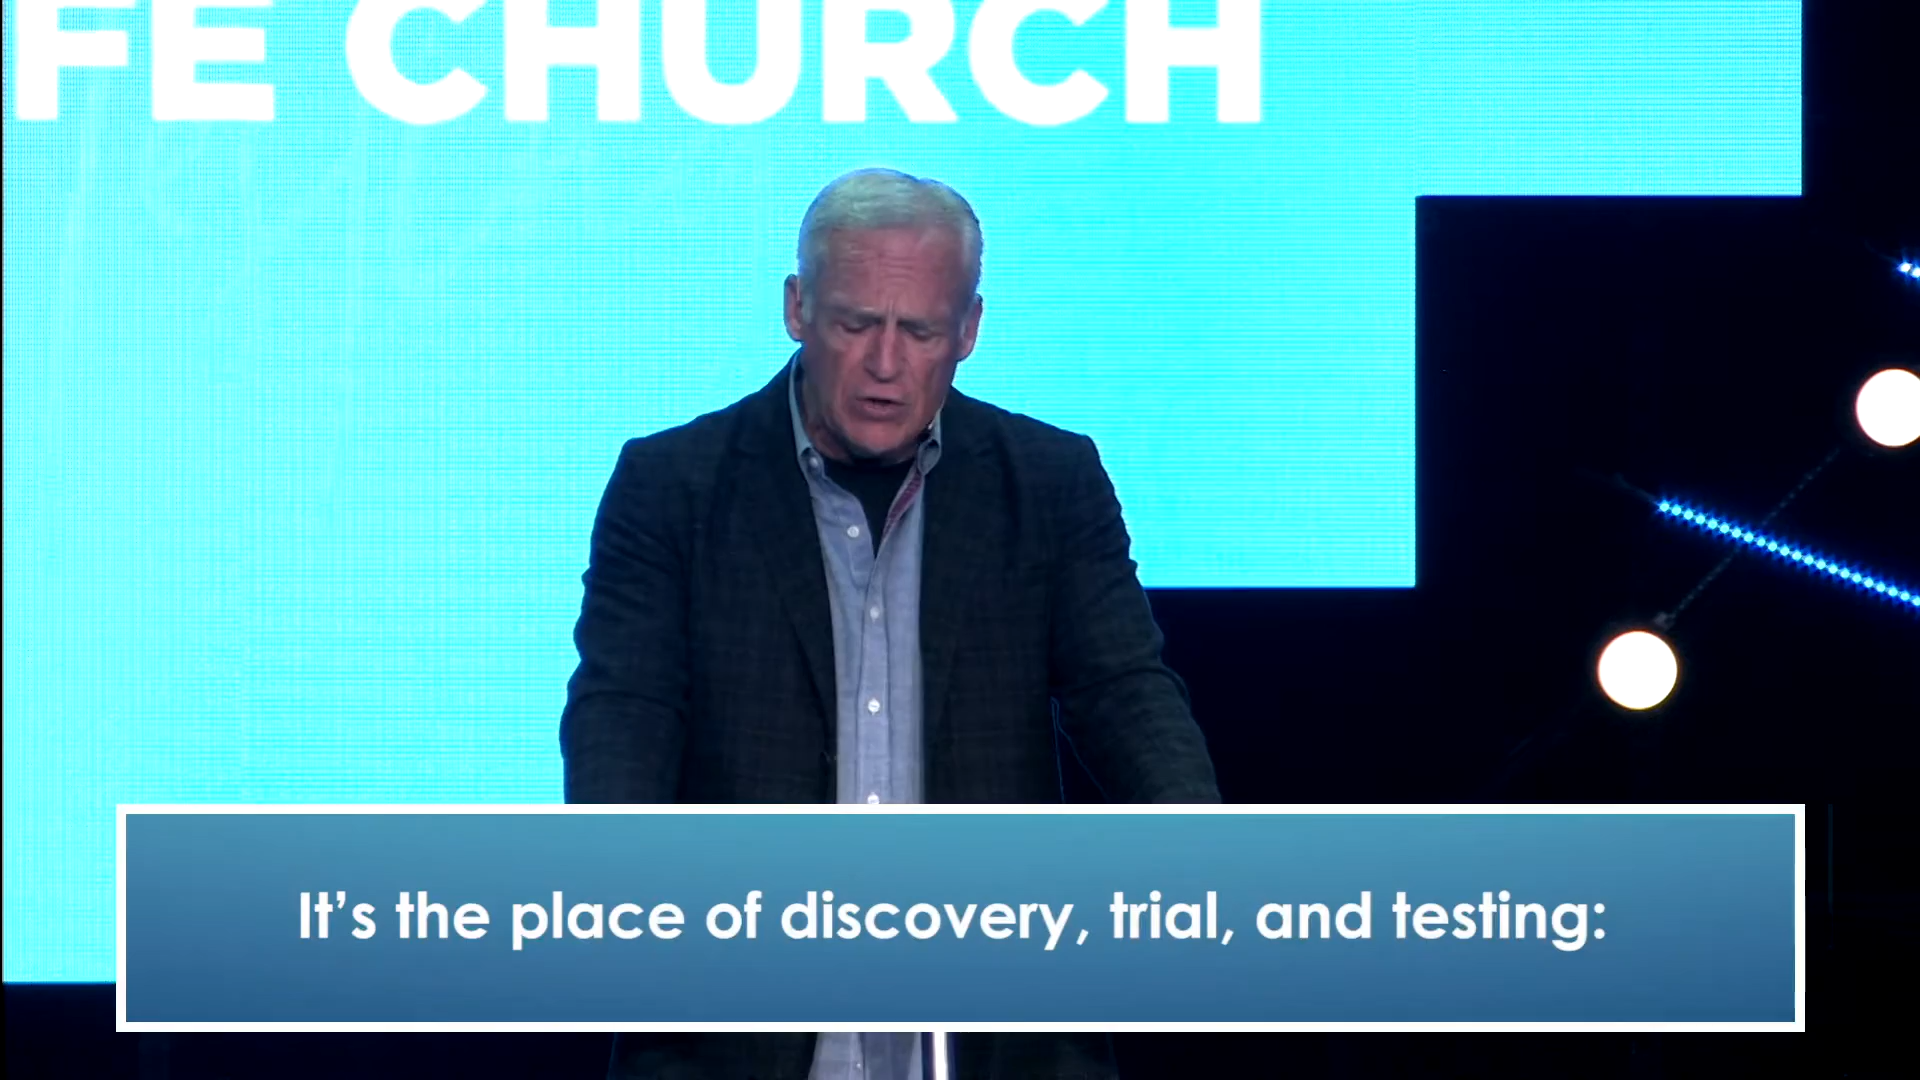 FE CHURCH
It’s the place of discovery, trial, and testing: